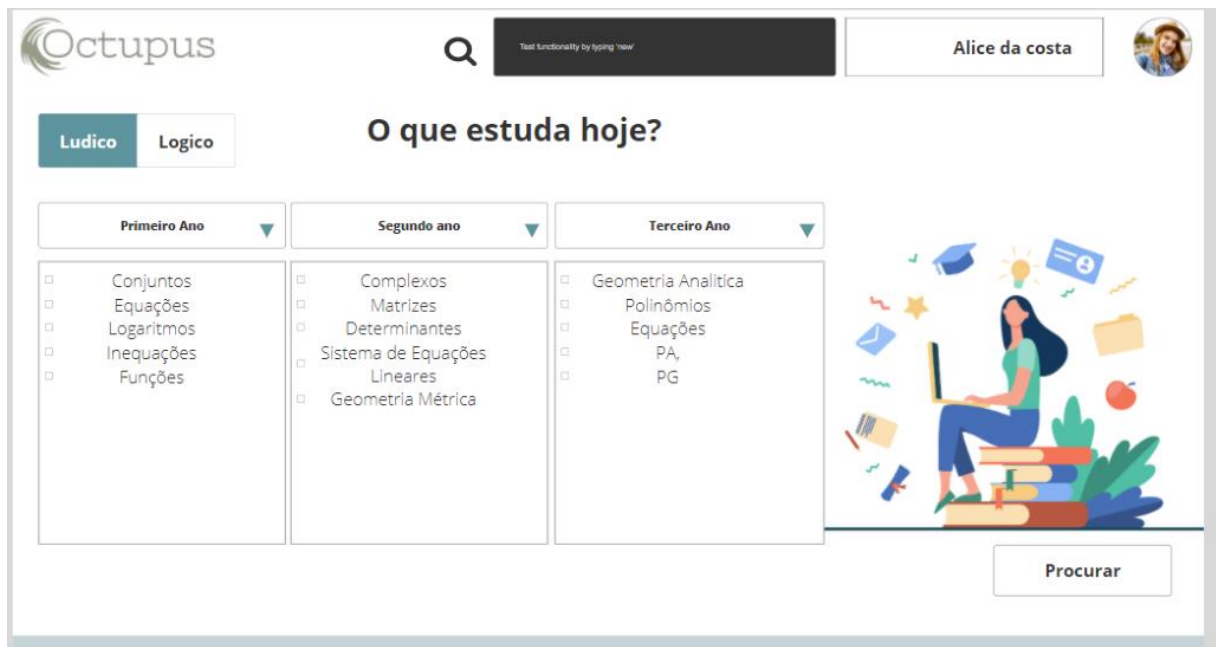 Octupus
Test functionality by typing 'new'
Alice da costa
Ludico
Logico
O que estuda hoje?
Primeiro Ano
Segundo ano
Terceiro Ano
Conjuntos
Equações
Logaritmos
Inequações
Funções
Complexos
Matrizes
Determinantes
Sistema de Equações
Lineares
Geometria Métrica
Geometria Analitica
Polinômios
Equações
PA,
PG
Procurar